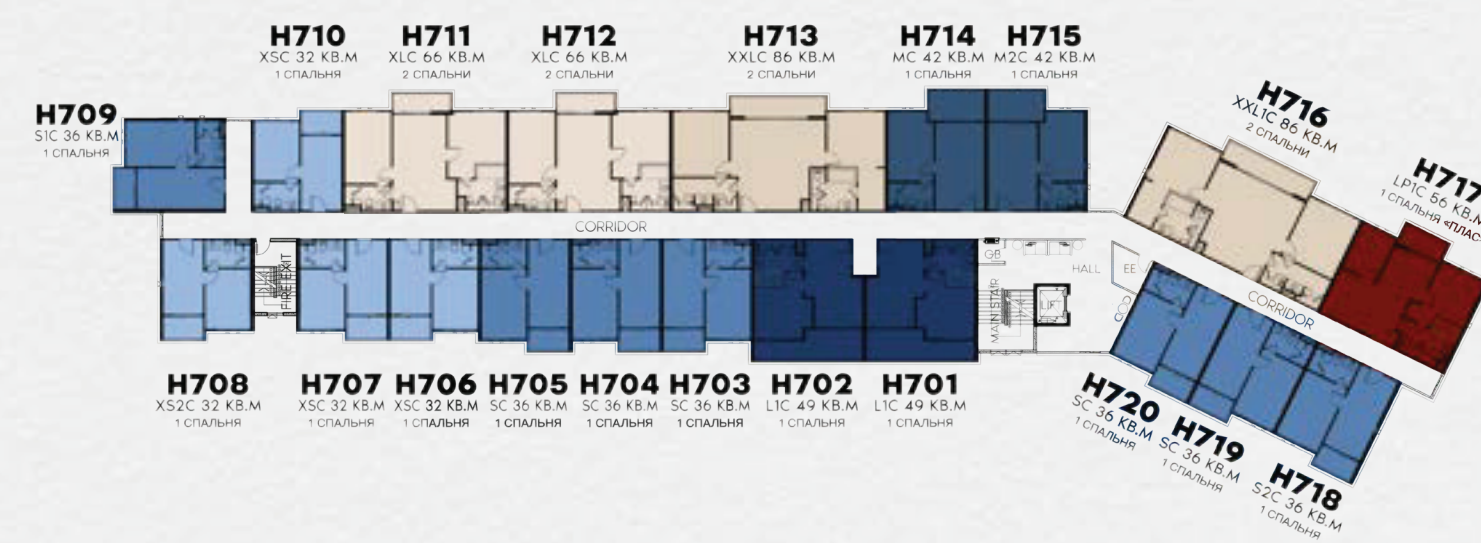 H710
XSC 32 КВ.М
1 СПАЛЬНЯ
H711
XLC 66 КВ.М
2 СПАЛЬНИ
H712
XLC 66 КВ.М
2 СПАЛЬНИ
H713
XXLC 86 КВ.М
2 СПАЛЬНИ
H714
MC 42 КВ.М
1 СПАЛЬНЯ
H715
M2C 42 КВ.М
1 СПАЛЬНЯ
H709
S1C 36 КВ.М
1 СПАЛЬНЯ
H716
XXL1C 86 КВ.М
2 СПАЛЬНИ
H717
LP1C 56 КВ.М
1 СПАЛЬНЯ
CORRIDOR
FIRE EXIT
GB
HALL
EE
MAIN STAIR
LIFT
CORRIDOR
H708
XS2C 32 КВ.М
1 СПАЛЬНЯ
H707
XSC 32 КВ.М
1 СПАЛЬНЯ
H706
XSC 32 КВ.М
1 СПАЛЬНЯ
H705
SC 36 КВ.М
1 СПАЛЬНЯ
H704
SC 36 КВ.М
1 СПАЛЬНЯ
H703
SC 36 КВ.М
1 СПАЛЬНЯ
H702
L1C 49 КВ.М
1 СПАЛЬНЯ
H701
L1C 49 КВ.М
1 СПАЛЬНЯ
H720
SC 36 КВ.М
1 СПАЛЬНЯ
H719
SC 36 КВ.М
1 СПАЛЬНЯ
H718
S2C 36 КВ.М
1 СПАЛЬНЯ